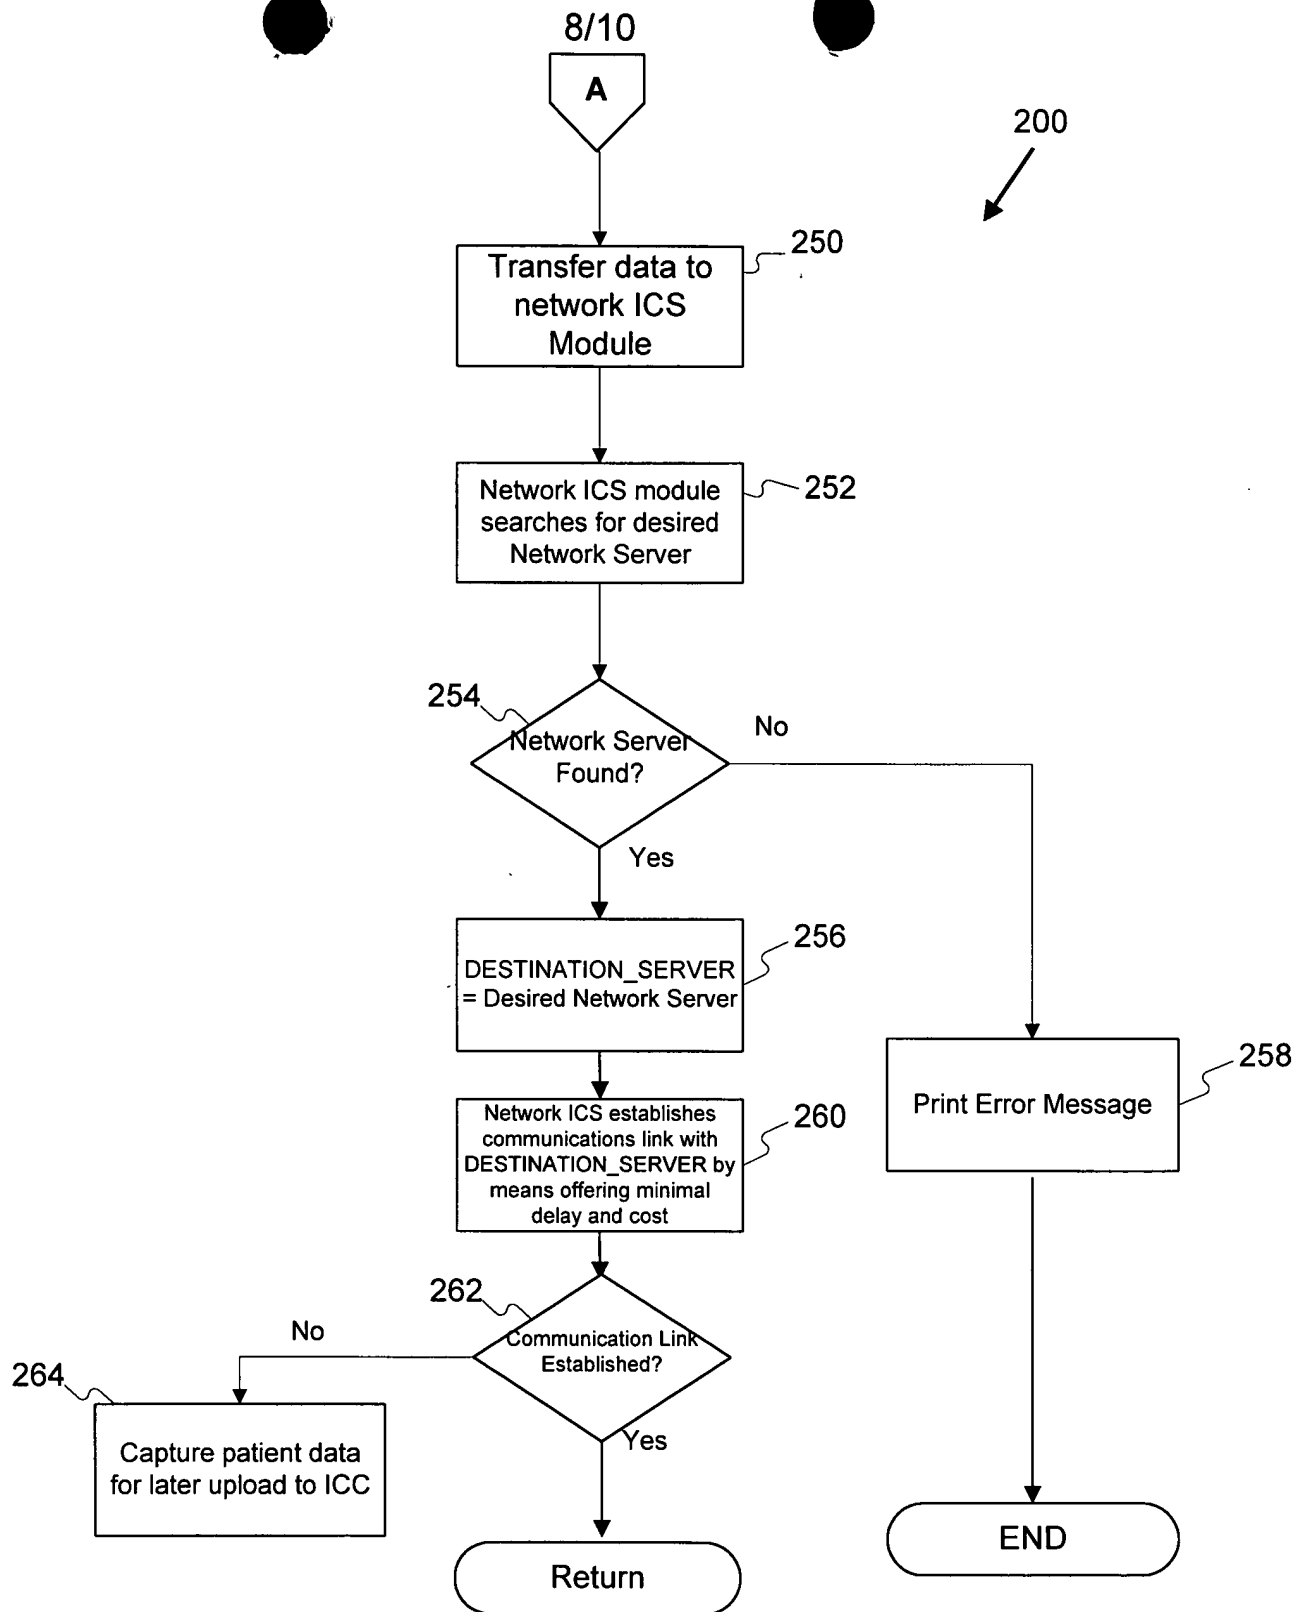 8/10
A
200
250
Transfer data to
network ICS
Module
252
Network ICS module
searches for desired
Network Server
254
Network Server
Found?
No
Yes
256
DESTINATION_SERVER
= Desired Network Server
258
Print Error Message
260
Network ICS establishes
communications link with
DESTINATION_SERVER by
means offering minimal
delay and cost
262
Communication Link
Established?
No
Yes
264
Capture patient data
for later upload to ICC
Return
END